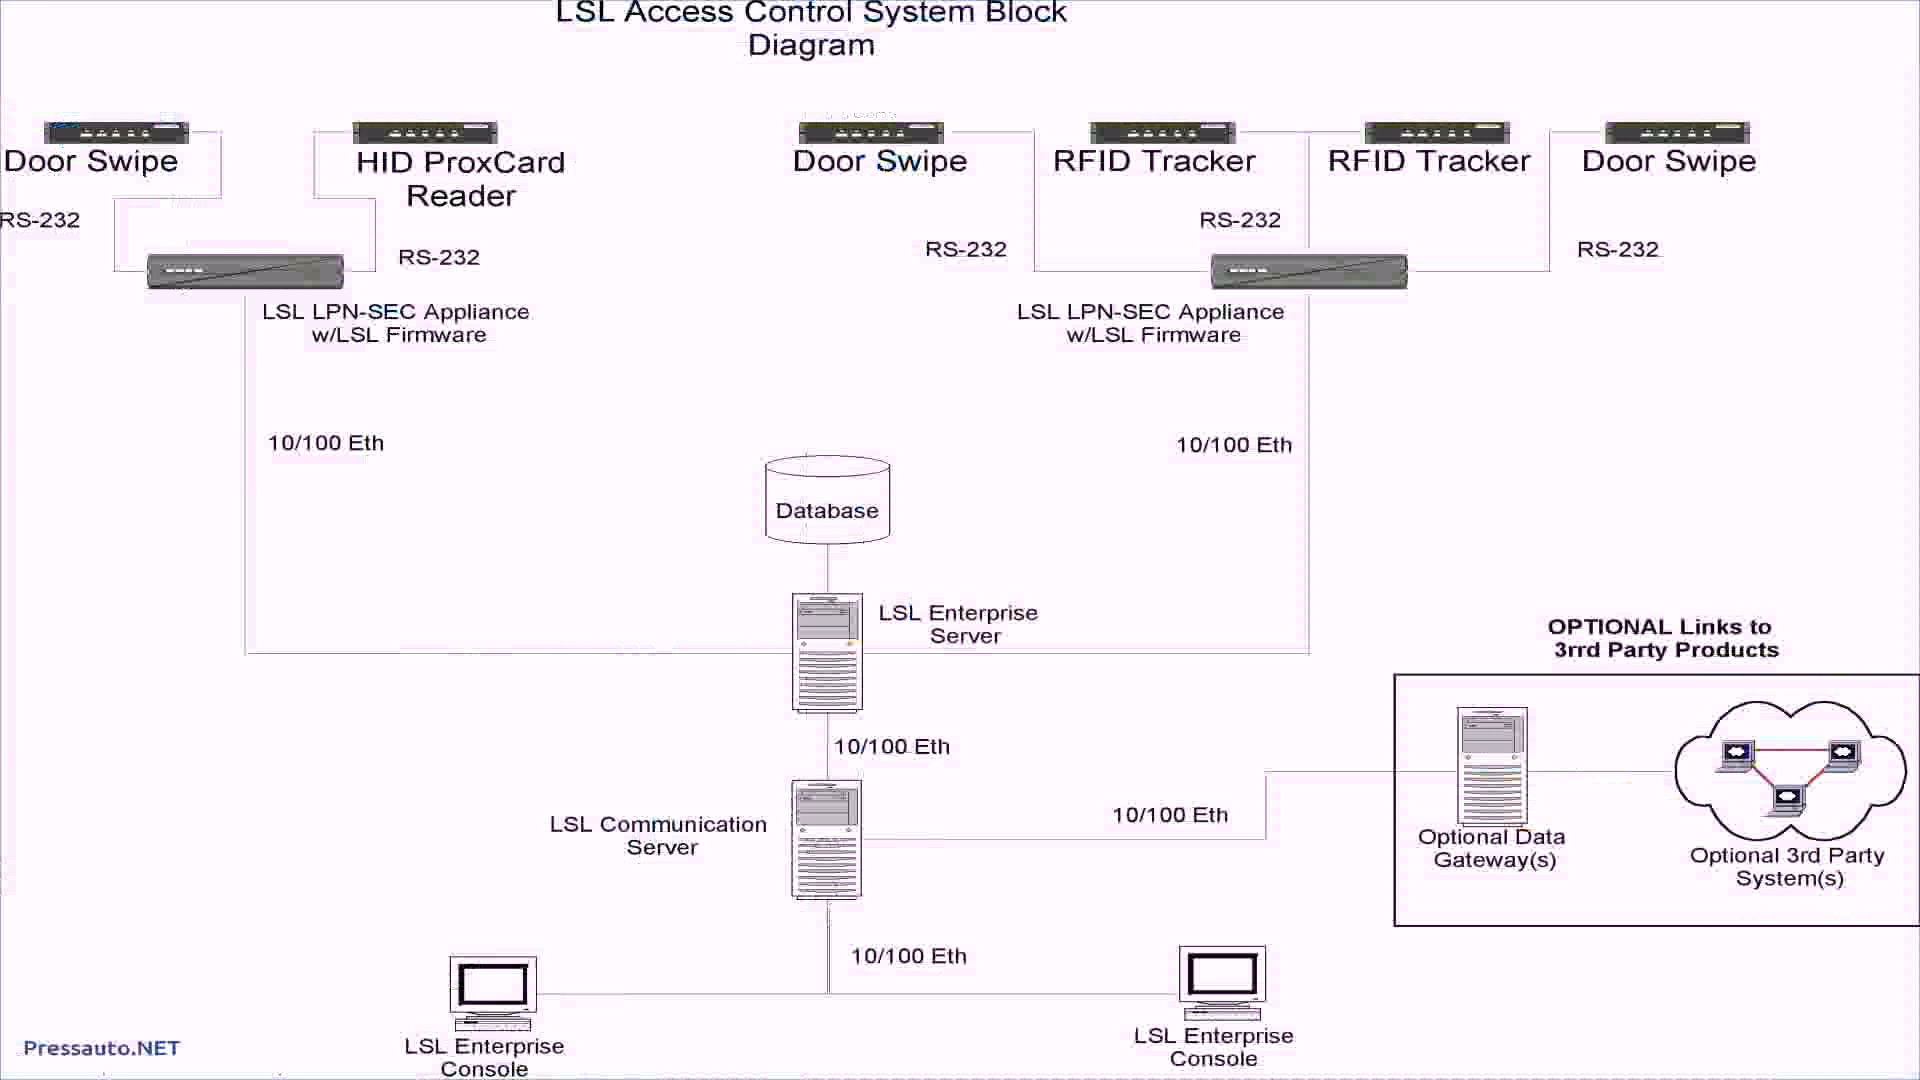 LSL Access Control System Block
Diagram
Door Swipe
HID ProxCard
Reader
Door Swipe
RFID Tracker
RFID Tracker
Door Swipe
RS-232
RS-232
RS-232
RS-232
RS-232
LSL LPN-SEC Appliance
w/LSL Firmware
LSL LPN-SEC Appliance
w/LSL Firmware
10/100 Eth
10/100 Eth
Database
LSL Enterprise
Server
OPTIONAL Links to
3rrd Party Products
10/100 Eth
LSL Communication
Server
10/100 Eth
Optional Data
Gateway(s)
Optional 3rd Party
System(s)
10/100 Eth
LSL Enterprise
Console
LSL Enterprise
Console
Pressauto.NET